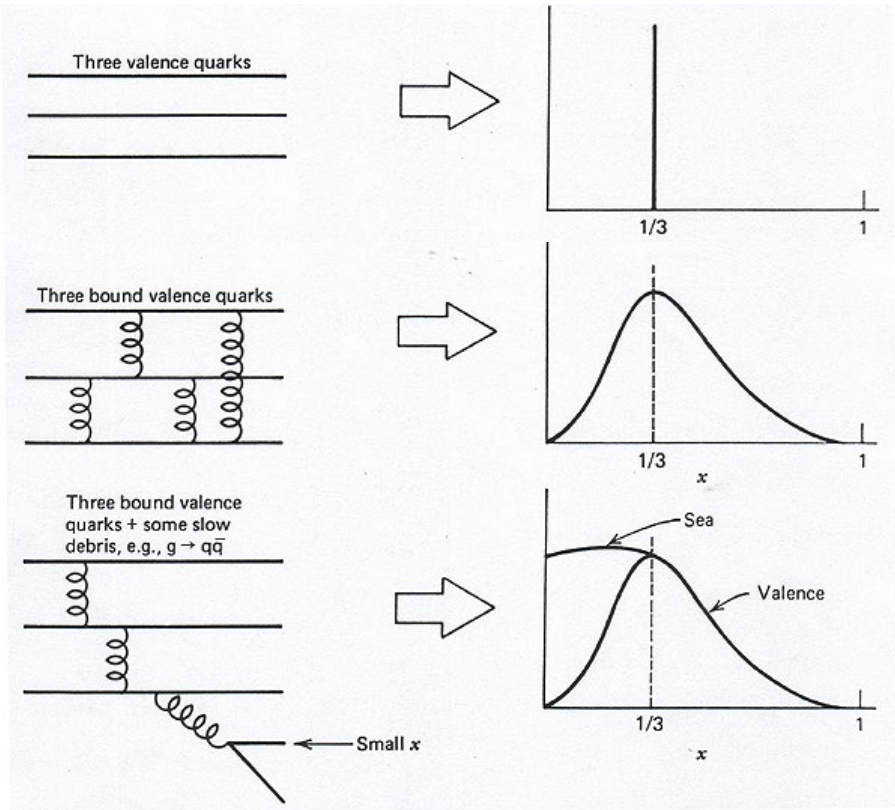 Three valence quarks
1/3
1
Three bound valence quarks
1/3
1
x
Three bound valence
quarks + some slow
debris, e.g., g → qq̄
Sea
Valence
Small x
1/3
1
x